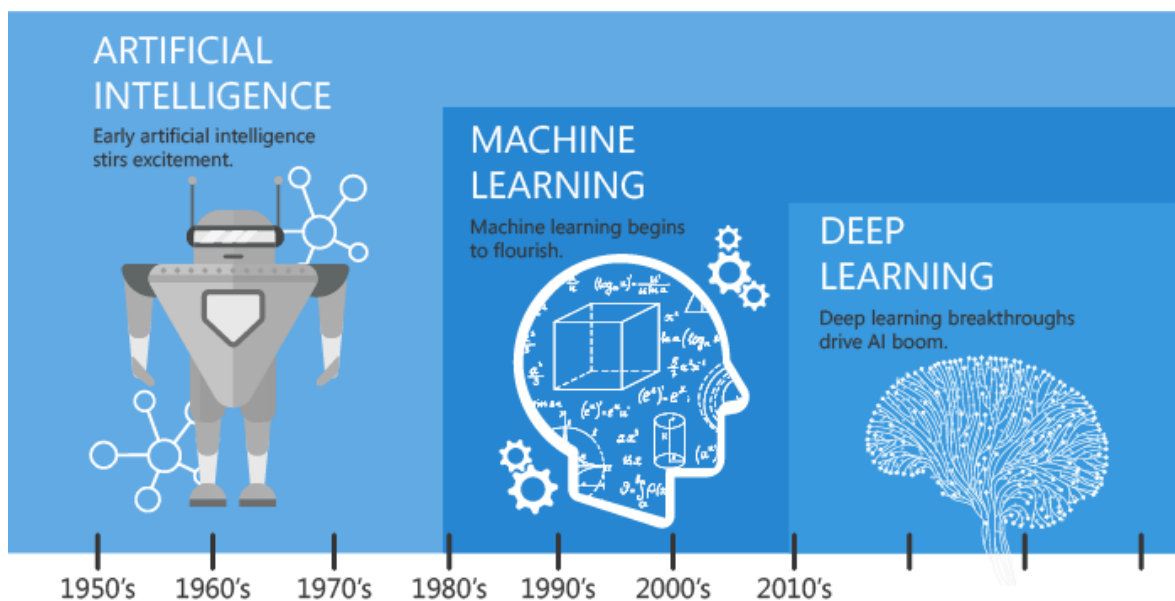 ARTIFICIAL
INTELLIGENCE
Early artificial intelligence
stirs excitement.
MACHINE
LEARNING
Machine learning begins
to flourish.
DEEP
LEARNING
Deep learning breakthroughs
drive AI boom.
1950's 1960's 1970's 1980's 1990's 2000's 2010's